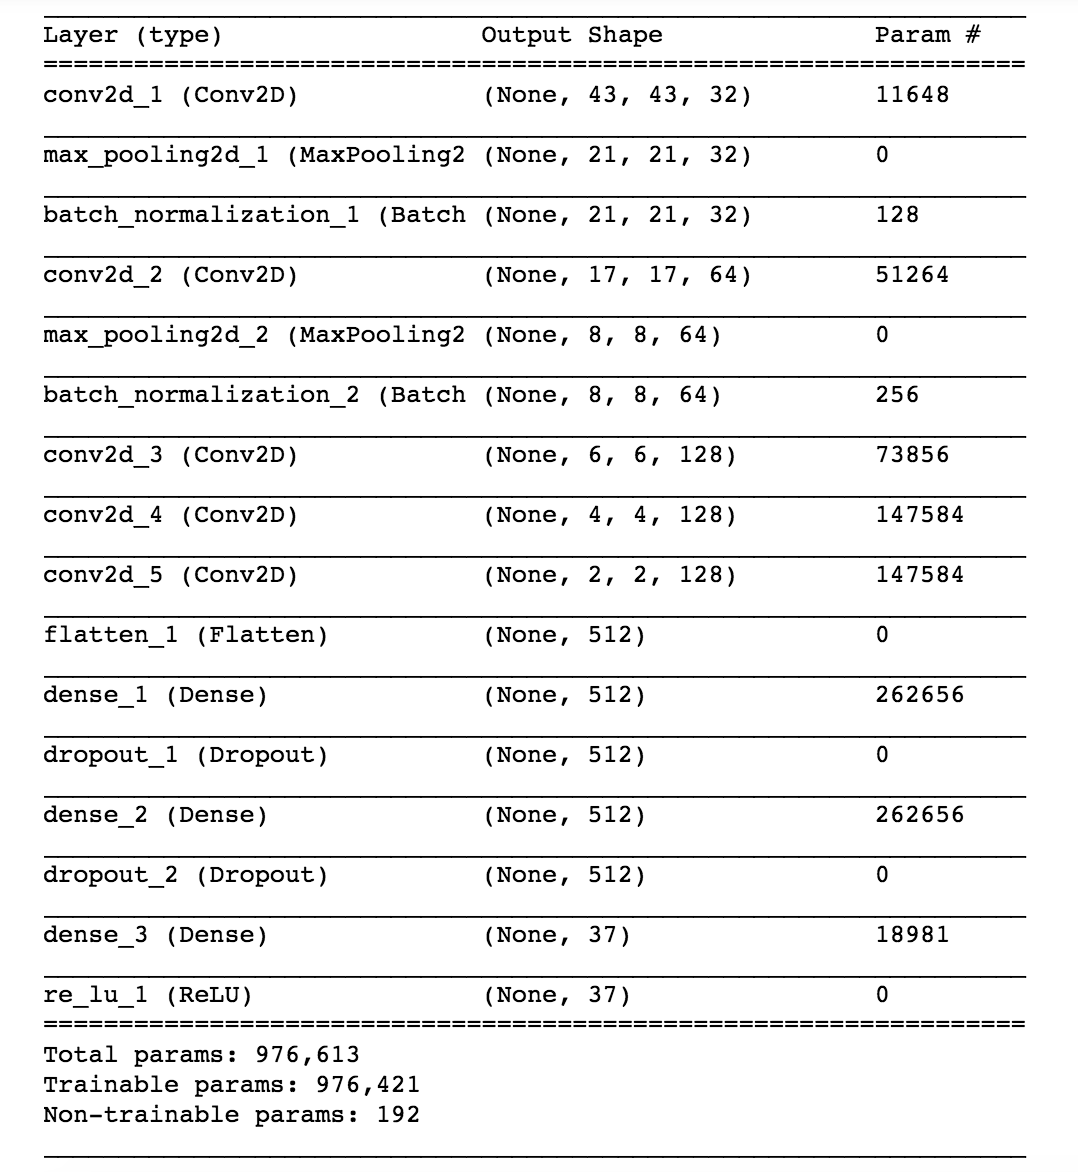 Layer (type) Output Shape Param #
=================================================================
conv2d_1 (Conv2D) (None, 43, 43, 32) 11648
max_pooling2d_1 (MaxPooling2 (None, 21, 21, 32) 0
batch_normalization_1 (Batch (None, 21, 21, 32) 128
conv2d_2 (Conv2D) (None, 17, 17, 64) 51264
max_pooling2d_2 (MaxPooling2 (None, 8, 8, 64) 0
batch_normalization_2 (Batch (None, 8, 8, 64) 256
conv2d_3 (Conv2D) (None, 6, 6, 128) 73856
conv2d_4 (Conv2D) (None, 4, 4, 128) 147584
conv2d_5 (Conv2D) (None, 2, 2, 128) 147584
flatten_1 (Flatten) (None, 512) 0
dense_1 (Dense) (None, 512) 262656
dropout_1 (Dropout) (None, 512) 0
dense_2 (Dense) (None, 512) 262656
dropout_2 (Dropout) (None, 512) 0
dense_3 (Dense) (None, 37) 18981
re_lu_1 (ReLU) (None, 37) 0
=================================================================
Total params: 976,613
Trainable params: 976,421
Non-trainable params: 192